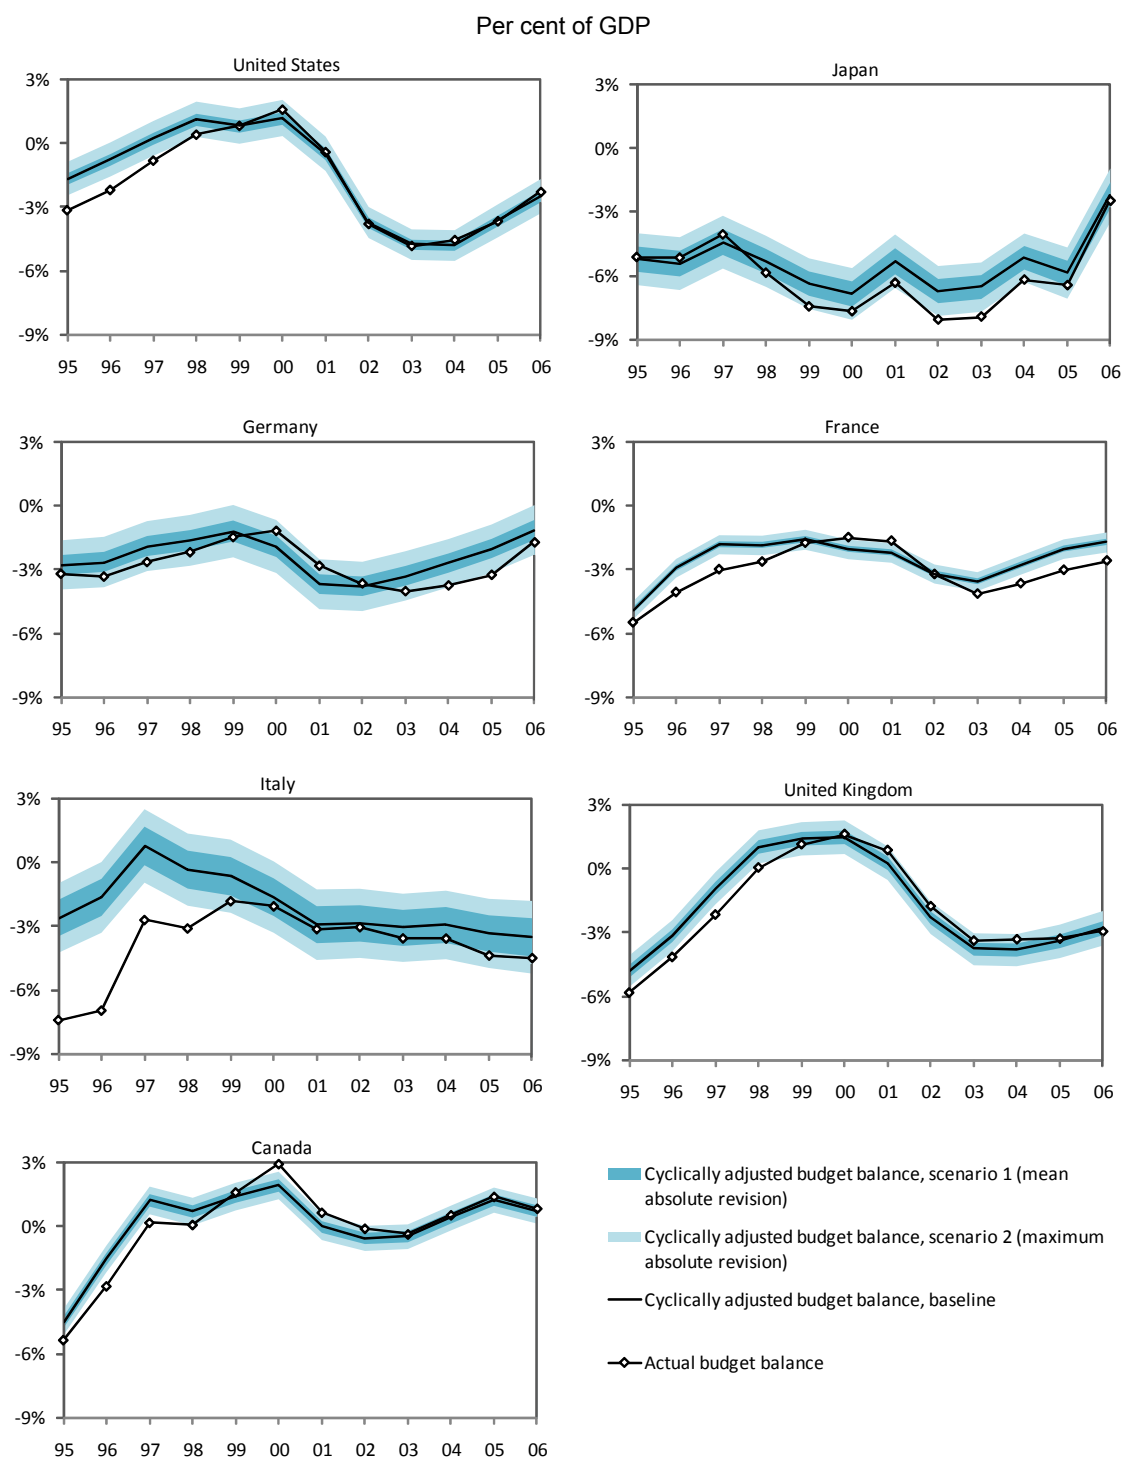 Per cent of GDP
United States
3%
0%
-3%
-6%
-9%
95 96 97 98 99 00 01 02 03 04 05 06
Japan
3%
0%
-3%
-6%
-9%
95 96 97 98 99 00 01 02 03 04 05 06
Germany
3%
0%
-3%
-6%
-9%
95 96 97 98 99 00 01 02 03 04 05 06
France
3%
0%
-3%
-6%
-9%
95 96 97 98 99 00 01 02 03 04 05 06
Italy
3%
0%
-3%
-6%
-9%
95 96 97 98 99 00 01 02 03 04 05 06
United Kingdom
3%
0%
-3%
-6%
-9%
95 96 97 98 99 00 01 02 03 04 05 06
Canada
3%
0%
-3%
-6%
-9%
95 96 97 98 99 00 01 02 03 04 05 06
Cyclically adjusted budget balance, scenario 1 (mean
absolute revision)
Cyclically adjusted budget balance, scenario 2 (maximum
absolute revision)
Cyclically adjusted budget balance, baseline
Actual budget balance